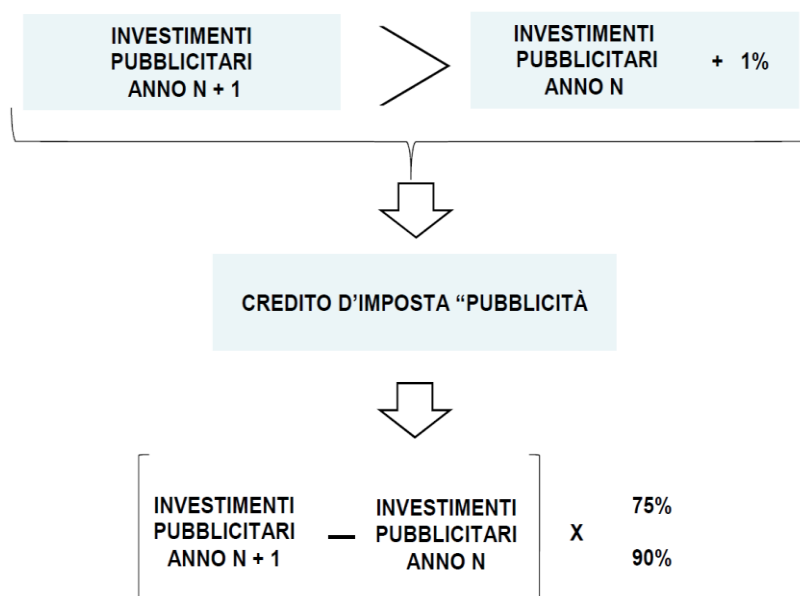 INVESTIMENTI
PUBBLICITARI
ANNO N + 1
>
INVESTIMENTI
PUBBLICITARI
ANNO N
+ 1%
CREDITO D'IMPOSTA “PUBBLICITÀ
INVESTIMENTI
PUBBLICITARI
ANNO N + 1
—
INVESTIMENTI
PUBBLICITARI
ANNO N
X
75%
90%